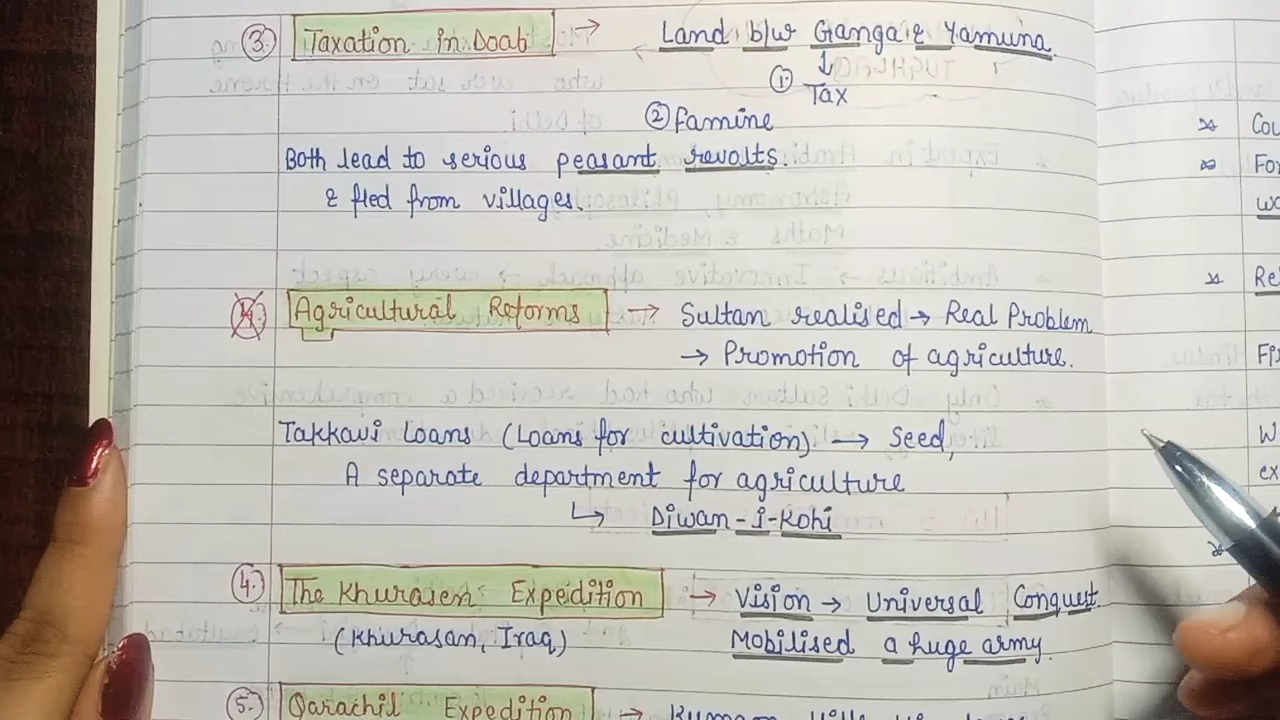 ③ Taxation in Doab → Land b/w Ganga & Yamuna.
↓
① Tax
② famine
Both lead to serious peasant revolts.
& fled from villages.
4. Agricultural Reforms → Sultan realised → Real Problem
→ Promotion of agriculture.
Takkavi Loans (Loans for cultivation) → Seed,
A separate department for agriculture
↳ Diwan-i-Kohi
④ The Khurasen Expedition → Vision → Universal Conquest.
(Khurasan, Iraq) Mobilised a huge army.
⑤ Qarachil Expedition →